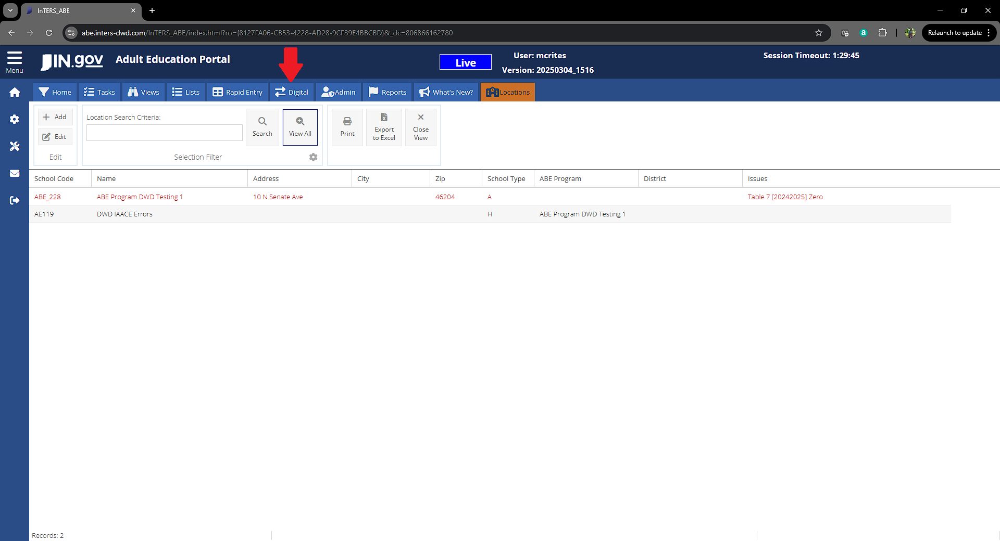 InTERS_ABE
abe.inters-dwd.com/InTERS_ABE/index.html?ro={8127FA06-CB53-4228-AD28-9CF39E4BBCBD}&_dc=806866162780
a
Relaunch to update
Menu
IN.gov
Adult Education Portal
Live
User: mcrites
Version: 20250304_1516
Session Timeout: 1:29:45
Home Tasks Views Lists Rapid Entry Digital Admin Reports What's New? Locations
Add
Edit
Edit
Location Search Criteria:
Search
View All
Selection Filter
Print
Export
to Excel
Close
View
School Code Name Address City Zip School Type ABE Program District Issues
ABE_228 ABE Program DWD Testing 1 10 N Senate Ave 46204 A Table 7 [20242025] Zero
AE119 DWD IAACE Errors H ABE Program DWD Testing 1
Records: 2